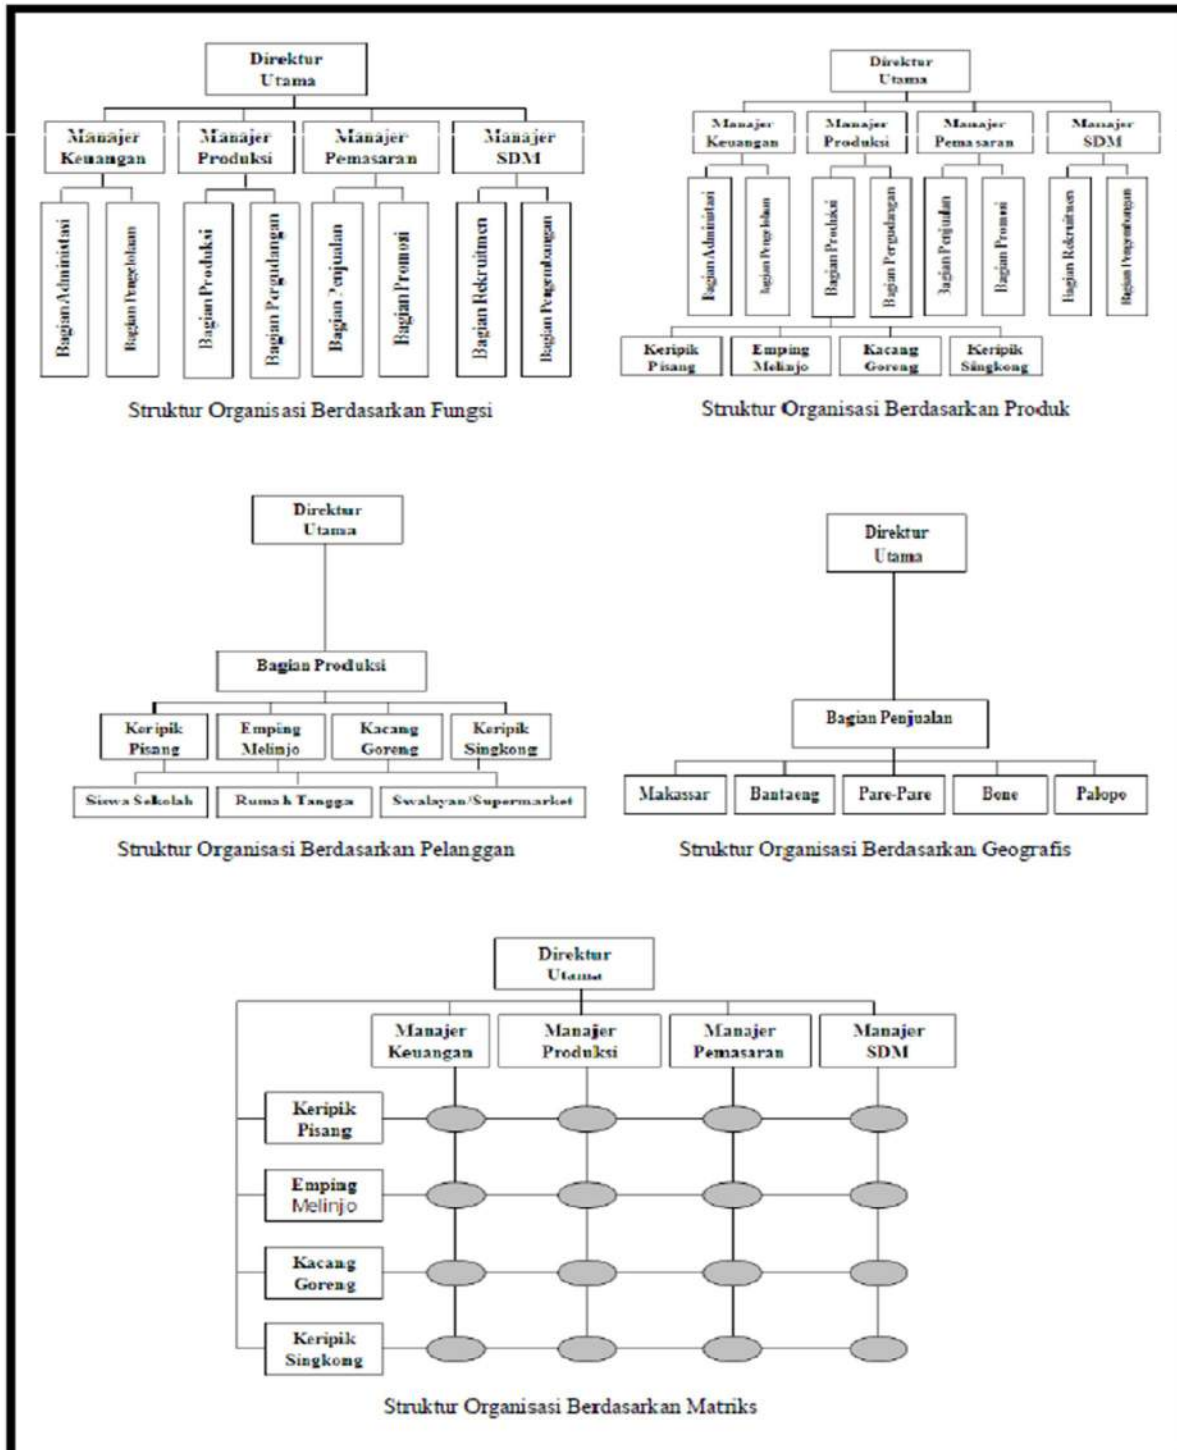 Direktur
Utama
Manajer
Keuangan
Manajer
Produksi
Manajer
Pemasaran
Manajer
SDM
Bagian Administasi
Bagian Pengelolaan
Bagian Produksi
Bagian Pergudangan
Bagian Penjualan
Bagian Promosi
Bagian Rekruitmen
Bagian Pengembangan
Struktur Organisasi Berdasarkan Fungsi
Direktur
Utama
Manajer
Keuangan
Manajer
Produksi
Manajer
Pemasaran
Manajer
SDM
Bagian Administasi
Bagian Pengelolaan
Bagian Produksi
Bagian Pergudangan
Bagian Penjualan
Bagian Promosi
Bagian Rekruitmen
Bagian Pengembangan
Keripik
Pisang
Emping
Melinjo
Kacang
Goreng
Keripik
Singkong
Struktur Organisasi Berdasarkan Produk
Direktur
Utama
Bagian Produksi
Keripik
Pisang
Emping
Melinjo
Kacang
Goreng
Keripik
Singkong
Siswa Sekolah
Rumah Tangga
Swalayan/Supermarket
Struktur Organisasi Berdasarkan Pelanggan
Direktur
Utama
Bagian Penjualan
Makassar
Bantaeng
Pare-Pare
Bone
Palopo
Struktur Organisasi Berdasarkan Geografis
Direktur
Utama
Manajer
Keuangan
Manajer
Produksi
Manajer
Pemasaran
Manajer
SDM
Keripik
Pisang
Emping
Melinjo
Kacang
Goreng
Keripik
Singkong
Struktur Organisasi Berdasarkan Matriks